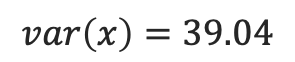 var(x) = 39.04